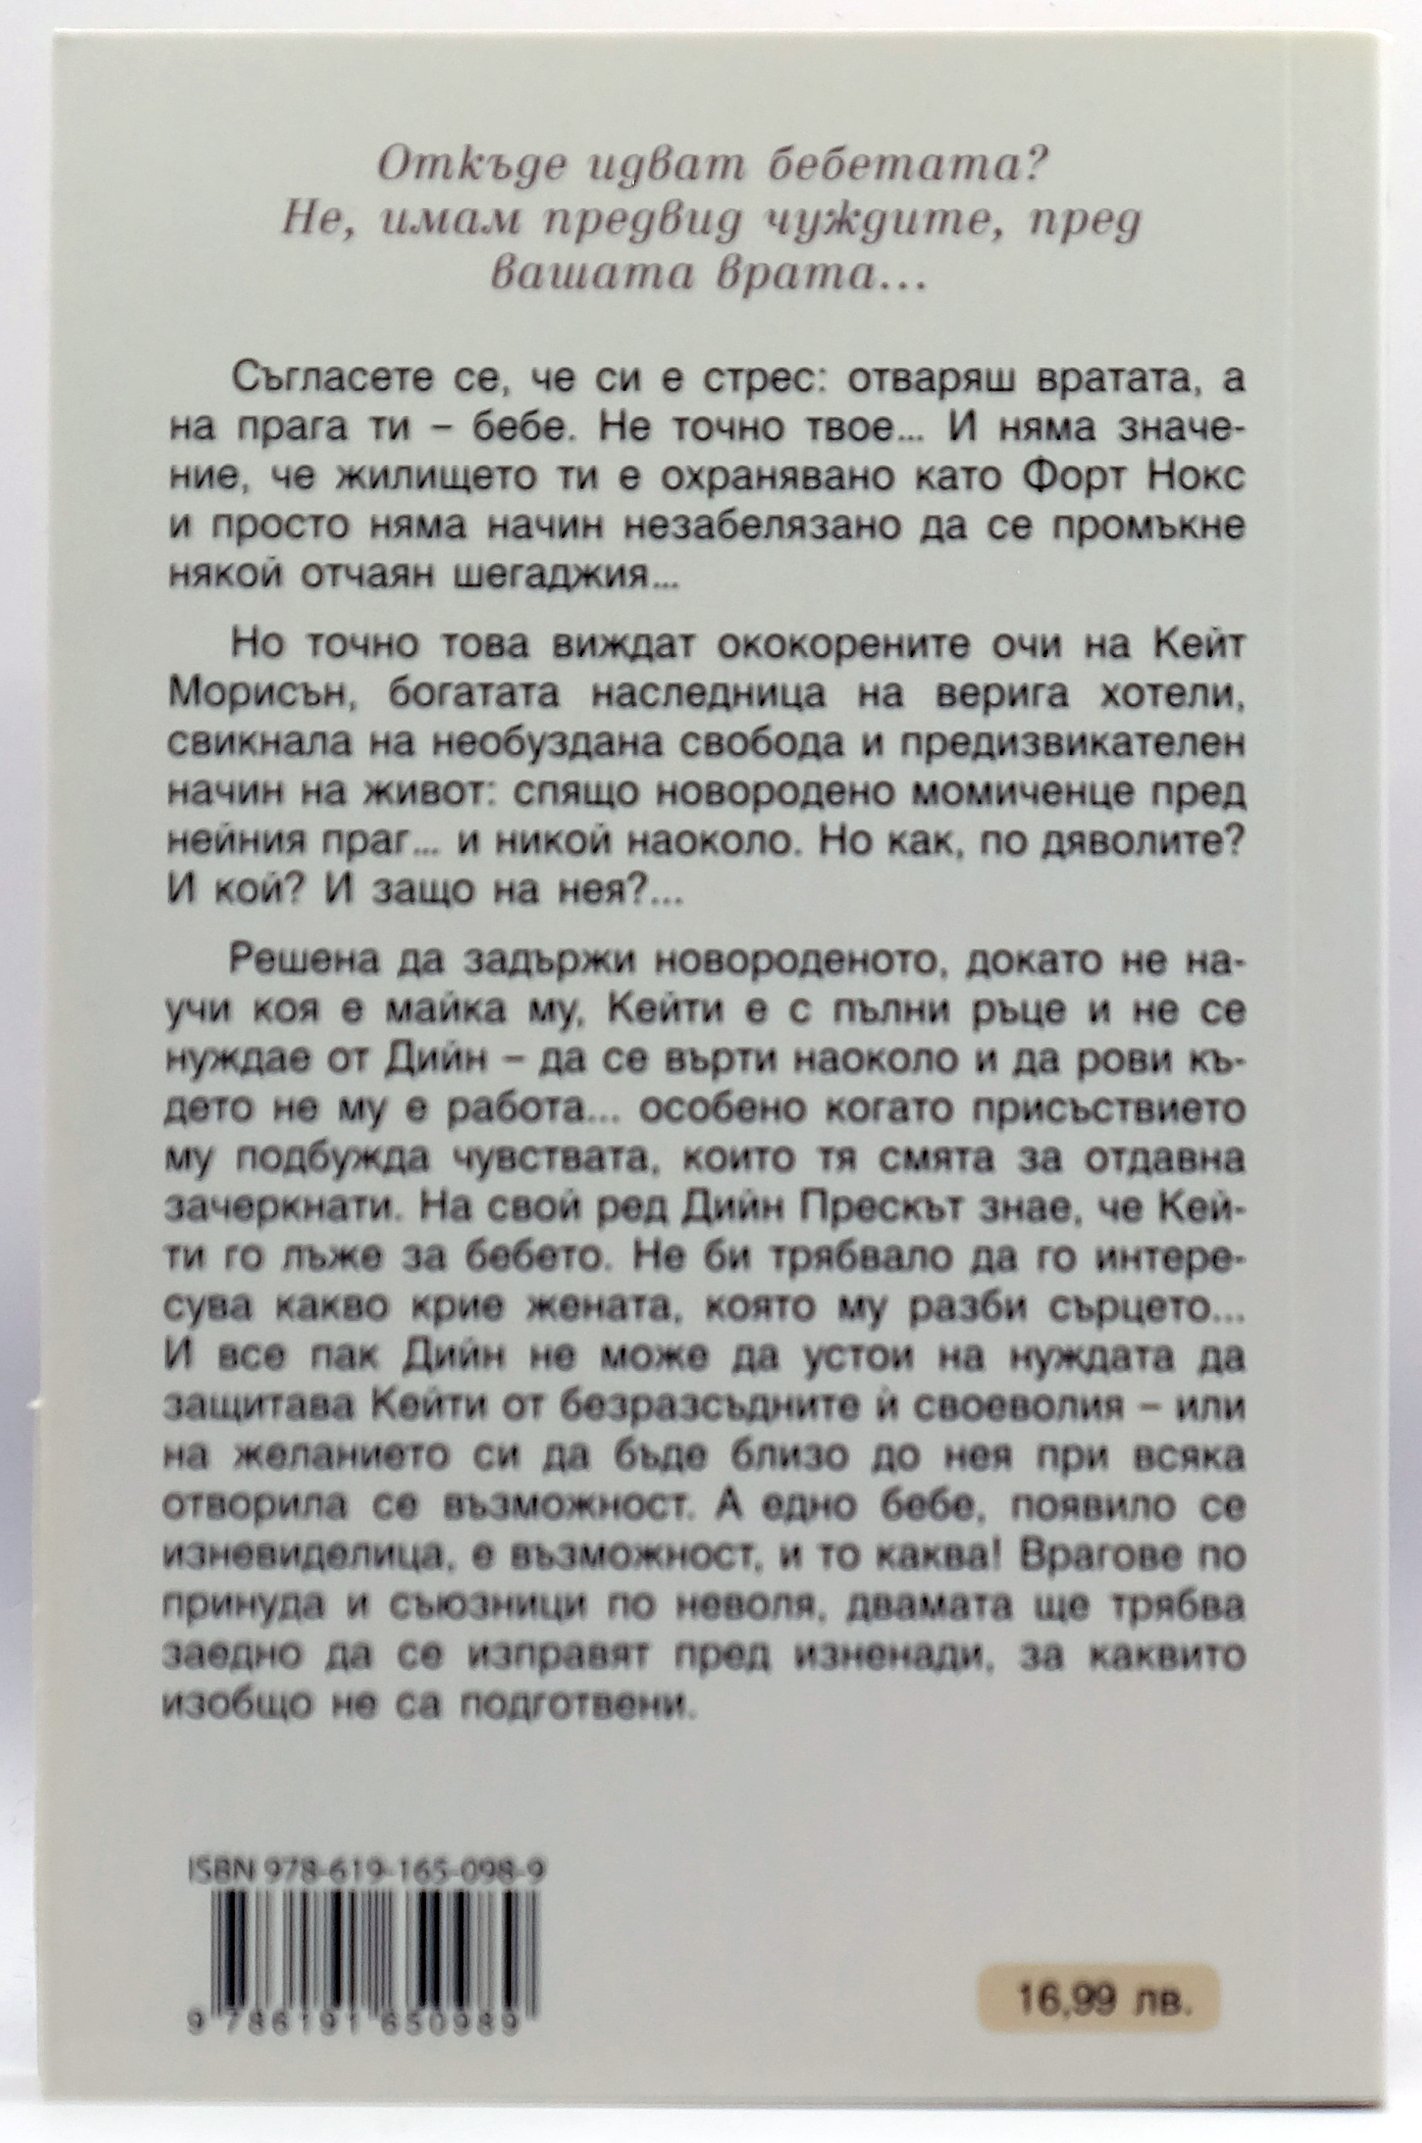 Откъде идват бебетата?
Не, имам предвид чуждите, пред
вашата врата...
Съгласете се, че си е стрес: отваряш вратата, а
на прага ти – бебе. Не точно твое... И няма значе-
ние, че жилището ти е охранявано като Форт Нокс
и просто няма начин незабелязано да се промъкне
някой отчаян шегаджия...
Но точно това виждат ококорените очи на Кейт
Морисън, богатата наследница на верига хотели,
свикнала на необуздана свобода и предизвикателен
начин на живот: спящо новородено момиченце пред
нейния праг... и никой наоколо. Но как, по дяволите?
И кой? И защо на нея?...
Решена да задържи новороденото, докато не на-
учи коя е майка му, Кейти е с пълни ръце и не се
нуждае от Дийн – да се върти наоколо и да рови къ-
дето не му е работа... особено когато присъствието
му подбужда чувствата, които тя смята за отдавна
зачеркнати. На свой ред Дийн Прескът знае, че Кей-
ти го лъже за бебето. Не би трябвало да го интере-
сува какво крие жената, която му разби сърцето...
И все пак Дийн не може да устои на нуждата да
защитава Кейти от безразсъдните ѝ своеволия – или
на желанието си да бъде близо до нея при всяка
отворила се възможност. А едно бебе, появило се
изневиделица, е възможност, и то каква! Врагове по
принуда и съюзници по неволя, двамата ще трябва
заедно да се изправят пред изненади, за каквито
изобщо не са подготвени.
ISBN 978-619-165-098-9
9 786191 650989
16,99 лв.